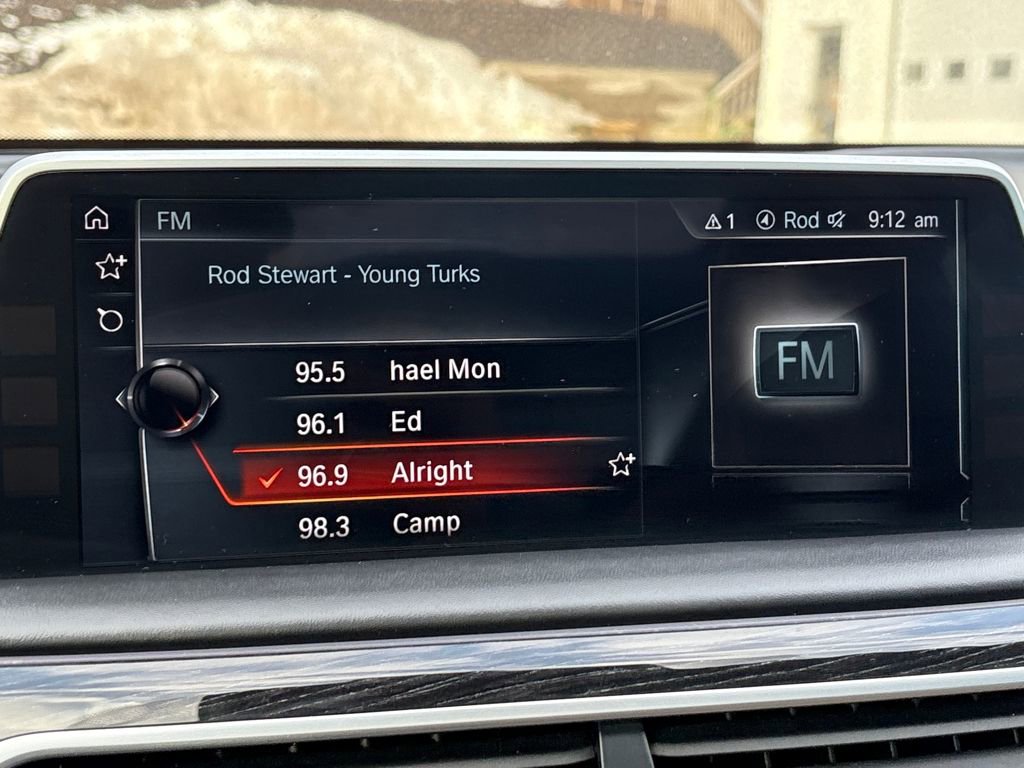 FM
1 Rod 9:12 am
Rod Stewart - Young Turks
FM
95.5 hael Mon
96.1 Ed
96.9 Alright
98.3 Camp